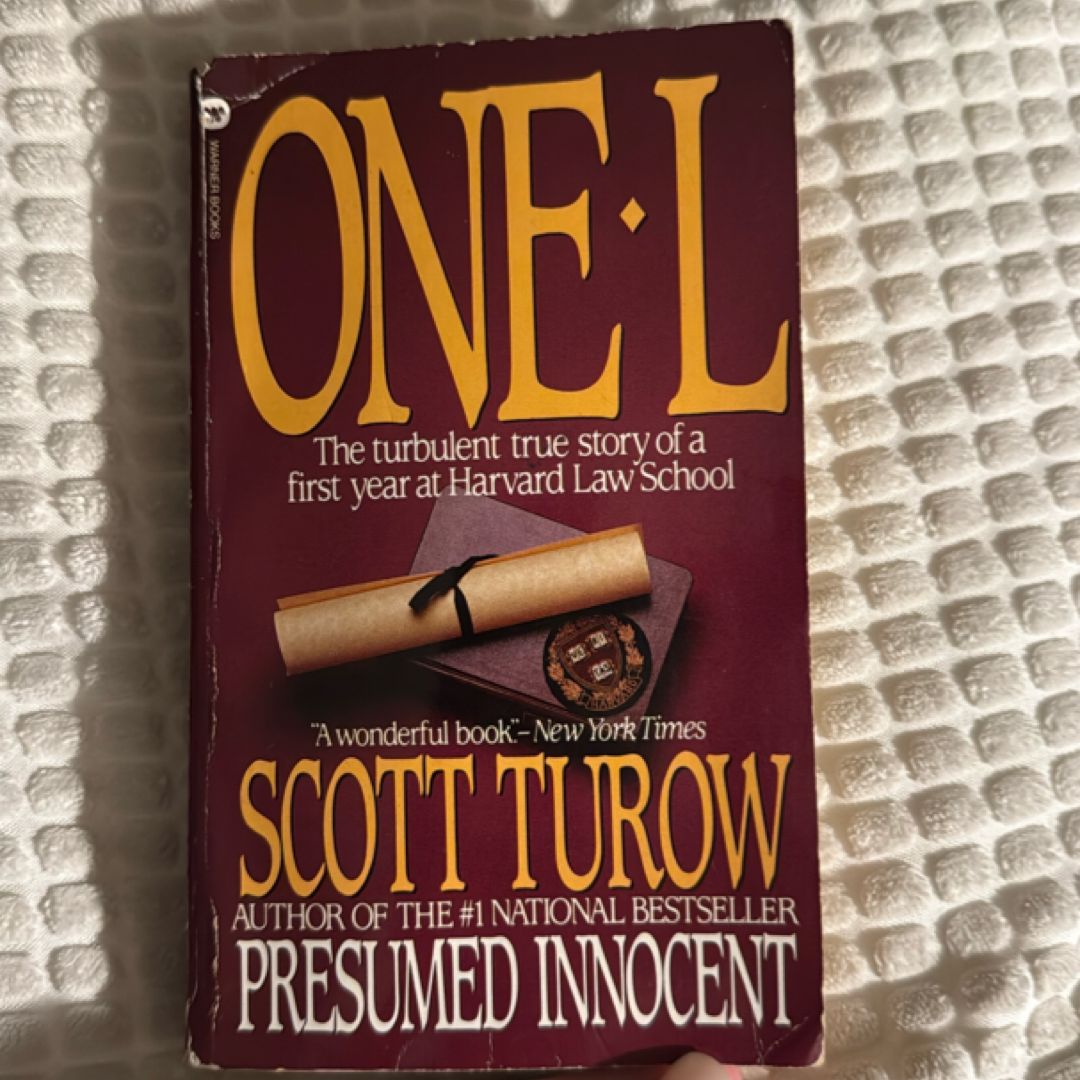 WARNER BOOKS
ONE·L
The turbulent true story of a
first year at Harvard Law School
HARVARD
"A wonderful book."–New York Times
SCOTT TUROW
AUTHOR OF THE #1 NATIONAL BESTSELLER
PRESUMED INNOCENT